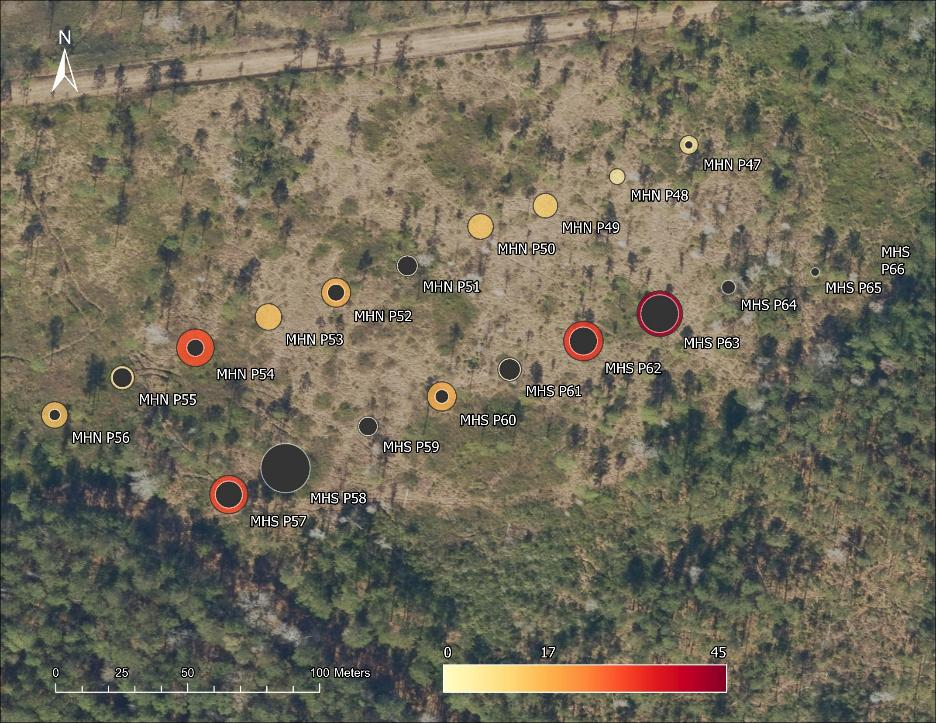 N
MHN P47
MHN P48
MHN P49
MHN P50
MHS
P66
MHN P51
MHS P65
MHS P64
MHN P52
MHN P53
MHS P63
MHS P62
MHN P54
MHS P61
MHN P55
MHS P60
MHN P56
MHS P59
MHS P58
MHS P57
0 17 45
0 25 50 100 Meters